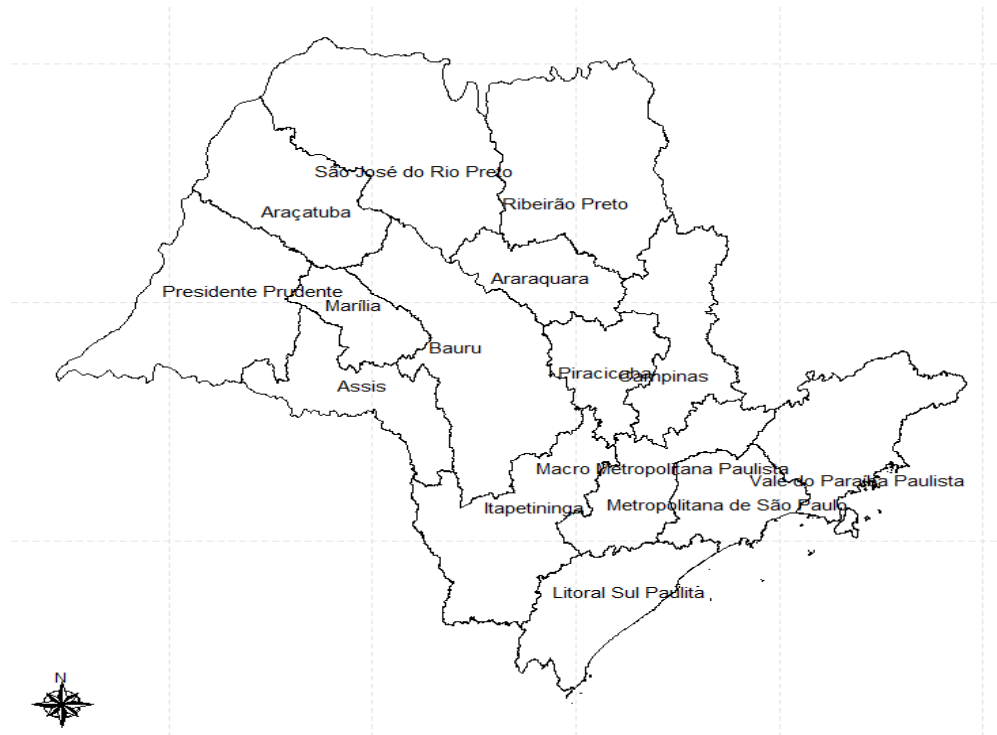 São José do Rio Preto
Ribeirão Preto
Araçatuba
Araraquara
Presidente Prudente
Marília
Bauru
Piracicaba
Campinas
Assis
Macro Metropolitana Paulista
Vale do Paraíba Paulista
Itapetininga
Metropolitana de São Paulo
Litoral Sul Paulitã
N